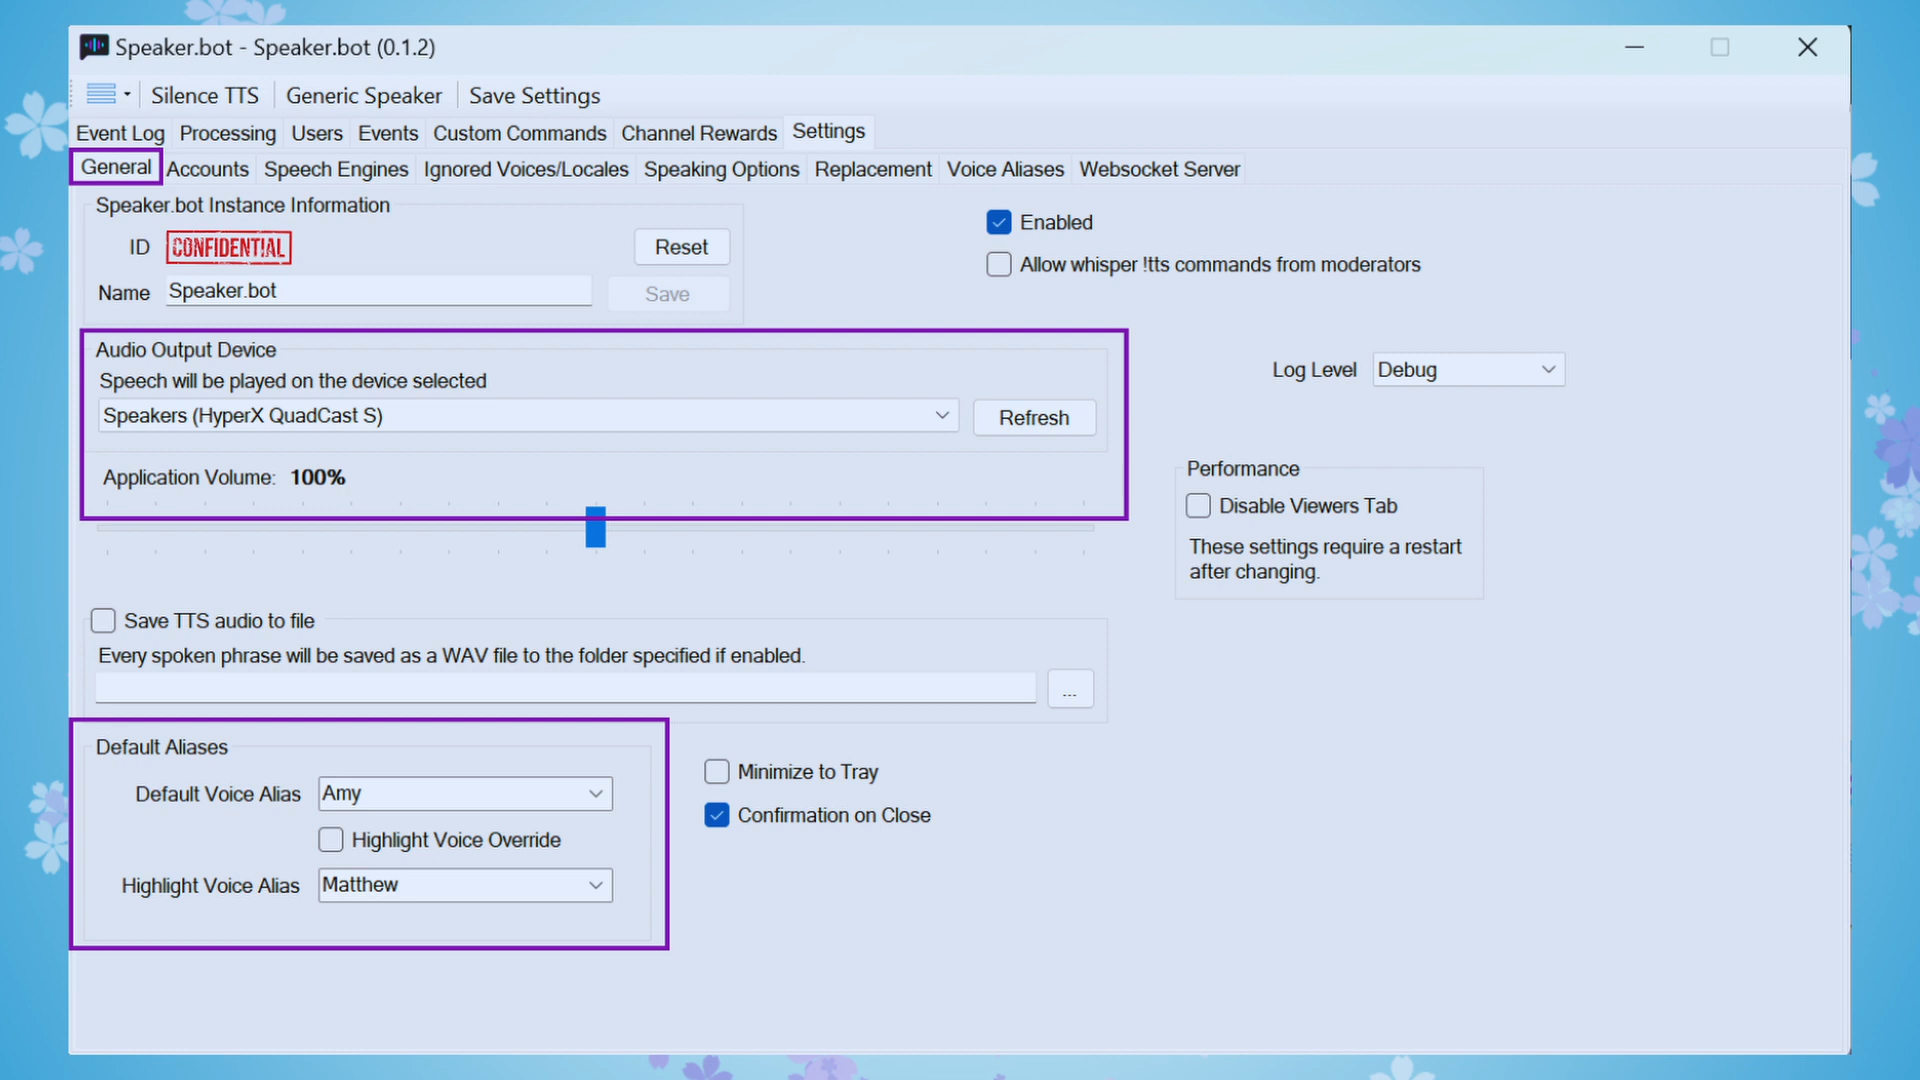 Speaker.bot - Speaker.bot (0.1.2)
Silence TTS Generic Speaker Save Settings
Event Log Processing Users Events Custom Commands Channel Rewards Settings
General Accounts Speech Engines Ignored Voices/Locales Speaking Options Replacement Voice Aliases Websocket Server
Speaker.bot Instance Information
ID CONFIDENTIAL Reset
Name Speaker.bot Save
Enabled
Allow whisper !tts commands from moderators
Audio Output Device
Speech will be played on the device selected
Speakers (HyperX QuadCast S) Refresh
Application Volume: 100%
Log Level Debug
Performance
Disable Viewers Tab
These settings require a restart
after changing.
Save TTS audio to file
Every spoken phrase will be saved as a WAV file to the folder specified if enabled.
...
Default Aliases
Default Voice Alias Amy
Highlight Voice Override
Highlight Voice Alias Matthew
Minimize to Tray
Confirmation on Close